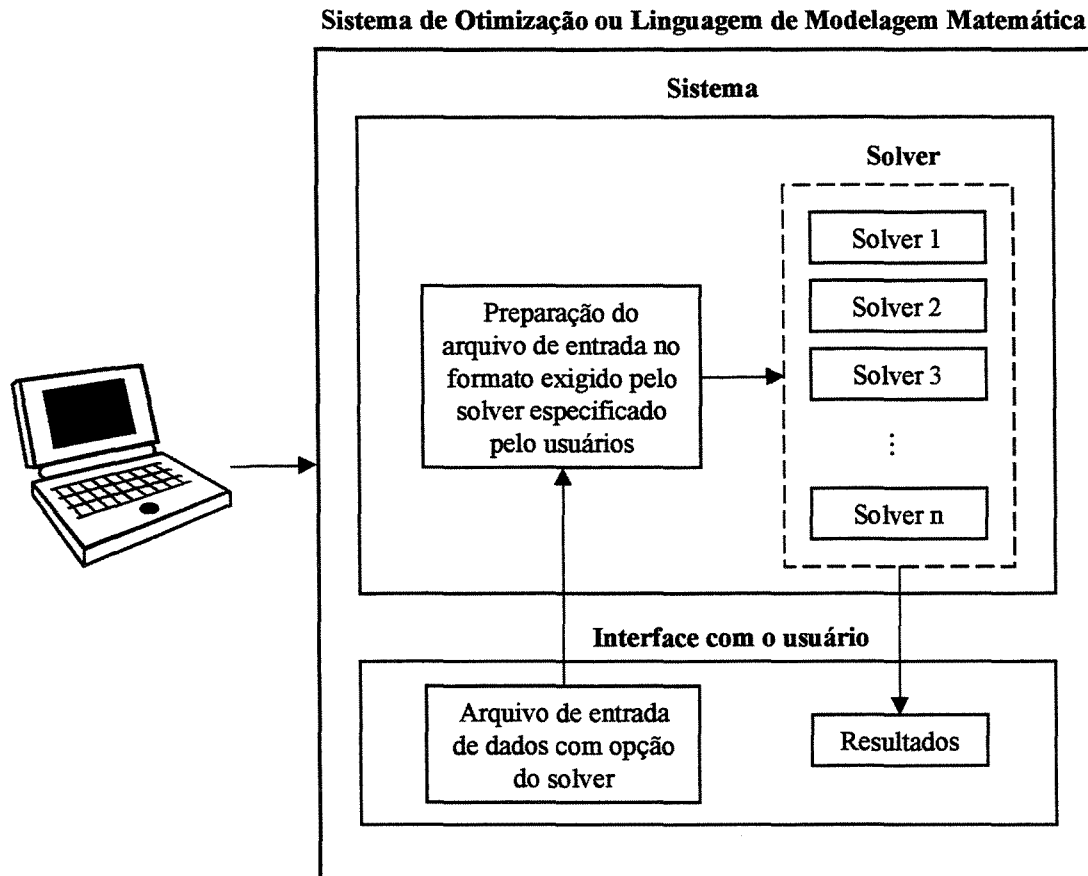 Sistema de Otimização ou Linguagem de Modelagem Matemática
Sistema
Solver
Solver 1
Solver 2
Solver 3
⋮
Solver n
Preparação do
arquivo de entrada no
formato exigido pelo
solver especificado
pelo usuários
Interface com o usuário
Arquivo de entrada
de dados com opção
do solver
Resultados